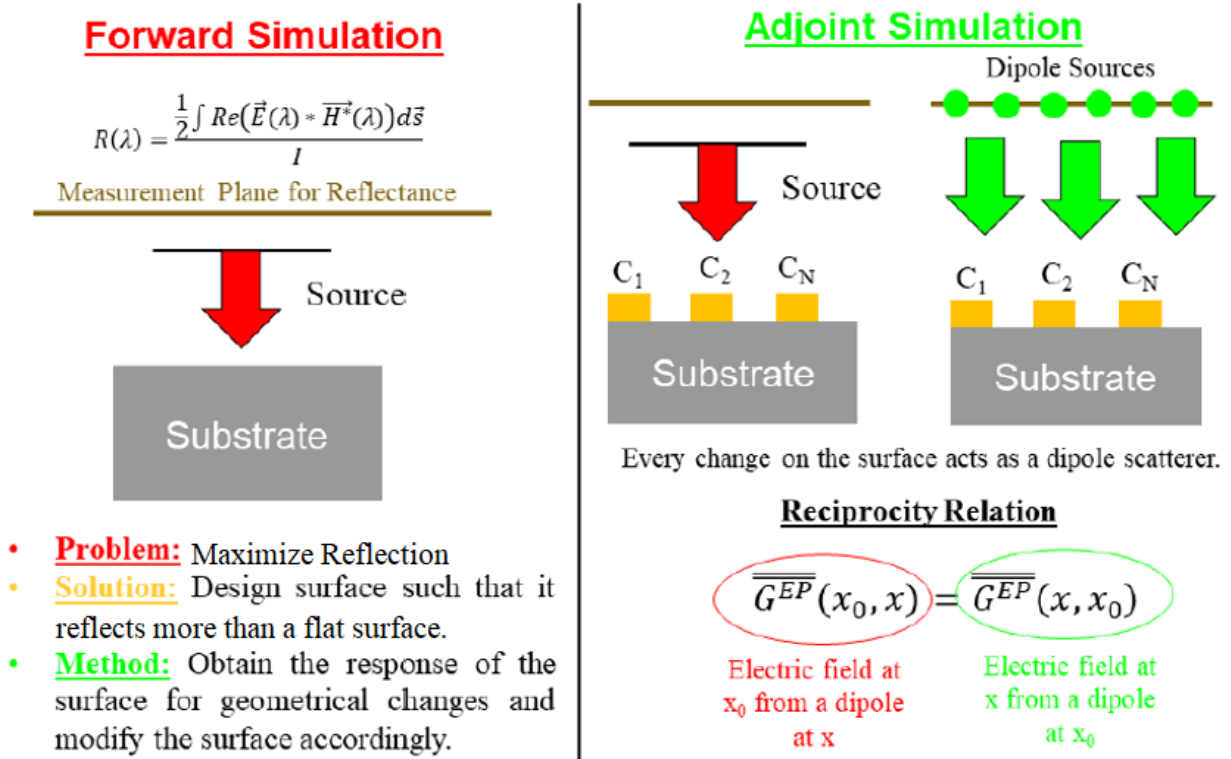 Forward Simulation
R(λ) = ½ ∫ Re(E⃗(λ) * H*⃗(λ))ds⃗ / I
Measurement Plane for Reflectance
Source
Substrate
• Problem: Maximize Reflection
• Solution: Design surface such that it
reflects more than a flat surface.
• Method: Obtain the response of the
surface for geometrical changes and
modify the surface accordingly.
Adjoint Simulation
Dipole Sources
Source
C₁ C₂ C_N
C₁ C₂ C_N
Substrate
Substrate
Every change on the surface acts as a dipole scatterer.
Reciprocity Relation
G^EP(x₀, x) = G^EP(x, x₀)
Electric field at
x₀ from a dipole
at x
Electric field at
x from a dipole
at x₀